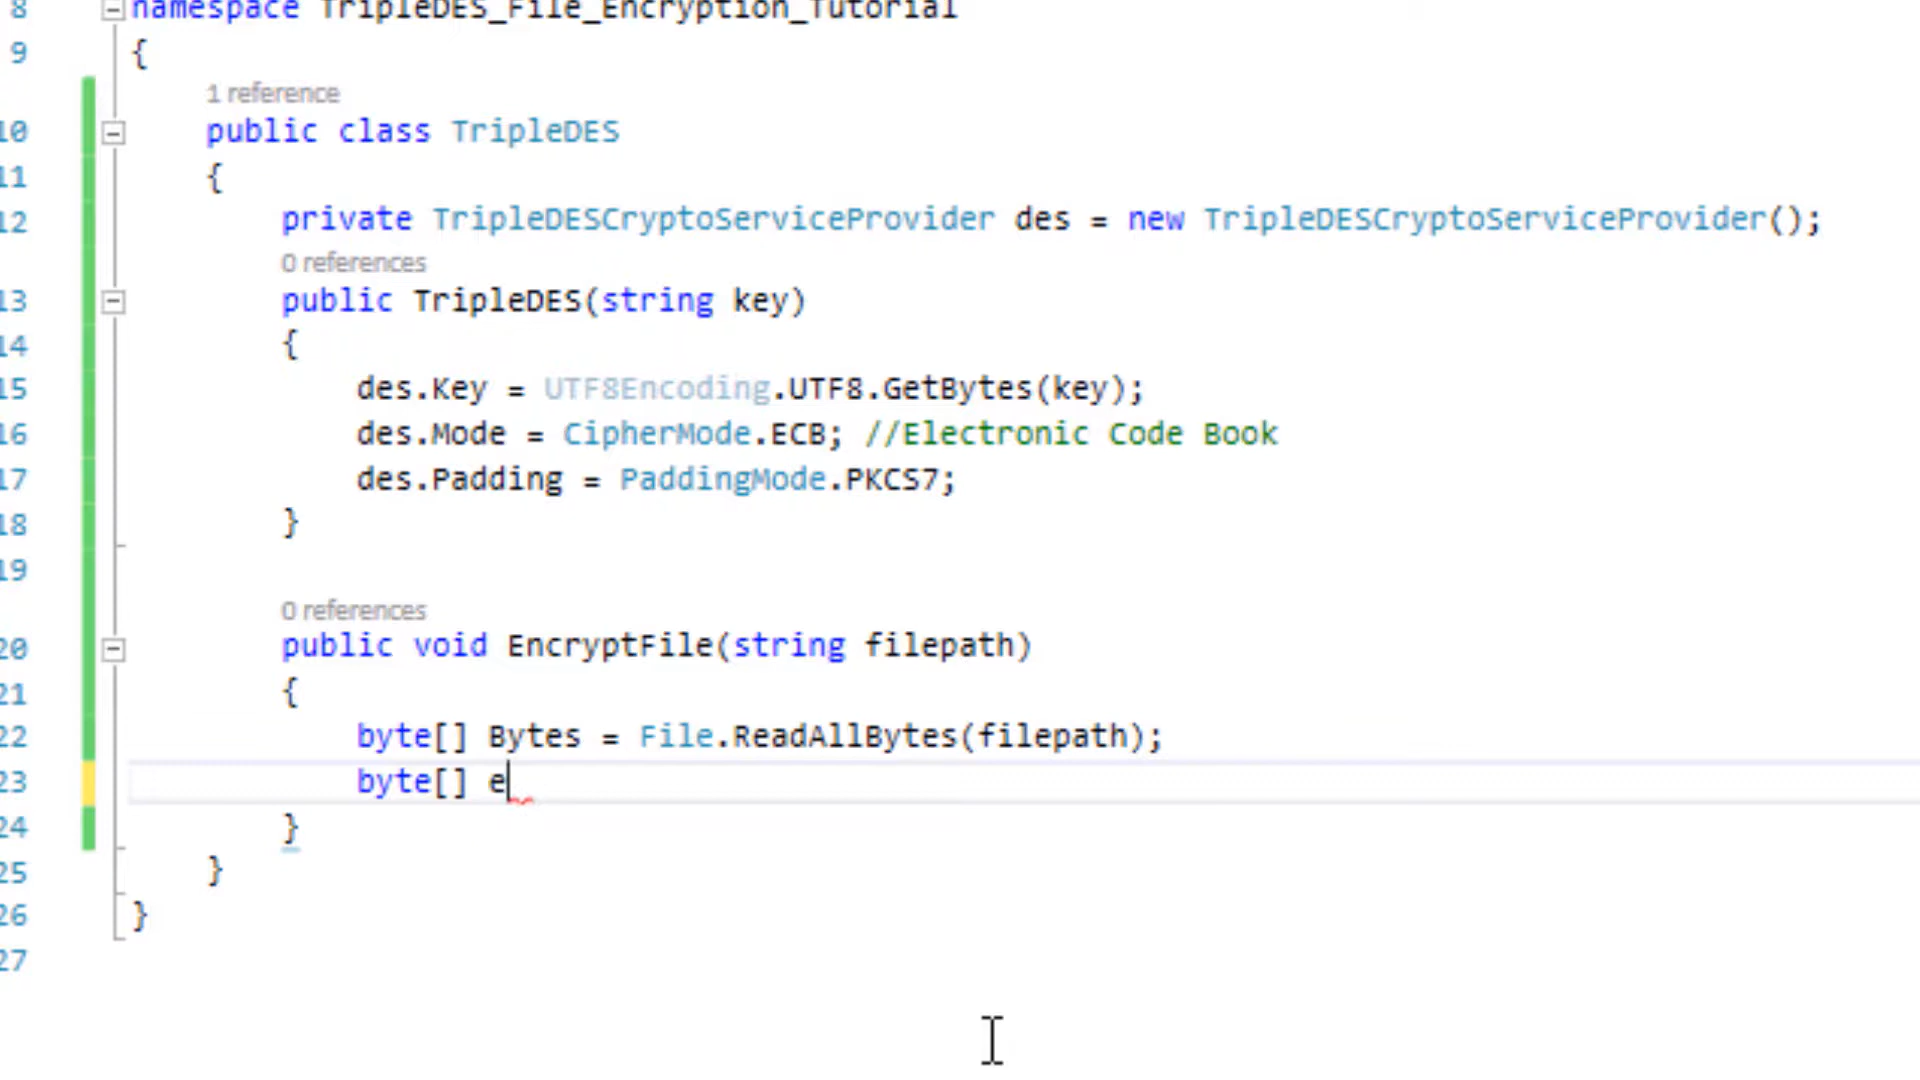 8 namespace TripleDES_File_Encryption_Tutorial
9 {
1 reference
10 public class TripleDES
11 {
12 private TripleDESCryptoServiceProvider des = new TripleDESCryptoServiceProvider();
0 references
13 public TripleDES(string key)
14 {
15 des.Key = UTF8Encoding.UTF8.GetBytes(key);
16 des.Mode = CipherMode.ECB; //Electronic Code Book
17 des.Padding = PaddingMode.PKCS7;
18 }
19
0 references
20 public void EncryptFile(string filepath)
21 {
22 byte[] Bytes = File.ReadAllBytes(filepath);
23 byte[] e
24 }
25 }
26 }
27